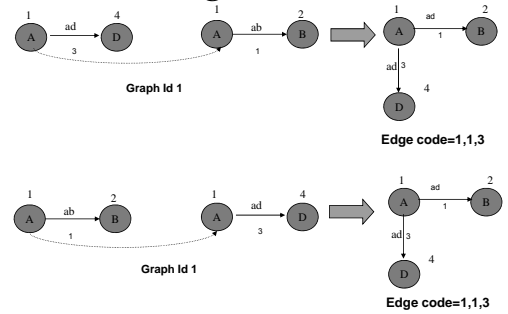 1 4 1 2 1 2
A ad D A ab B A ad B
3 1 1
ad 3
Graph Id 1
4
D
Edge code=1,1,3
1 2 1 4 1 2
A ab B A ad D A ad B
1 3 1
ad 3
Graph Id 1
4
D
Edge code=1,1,3